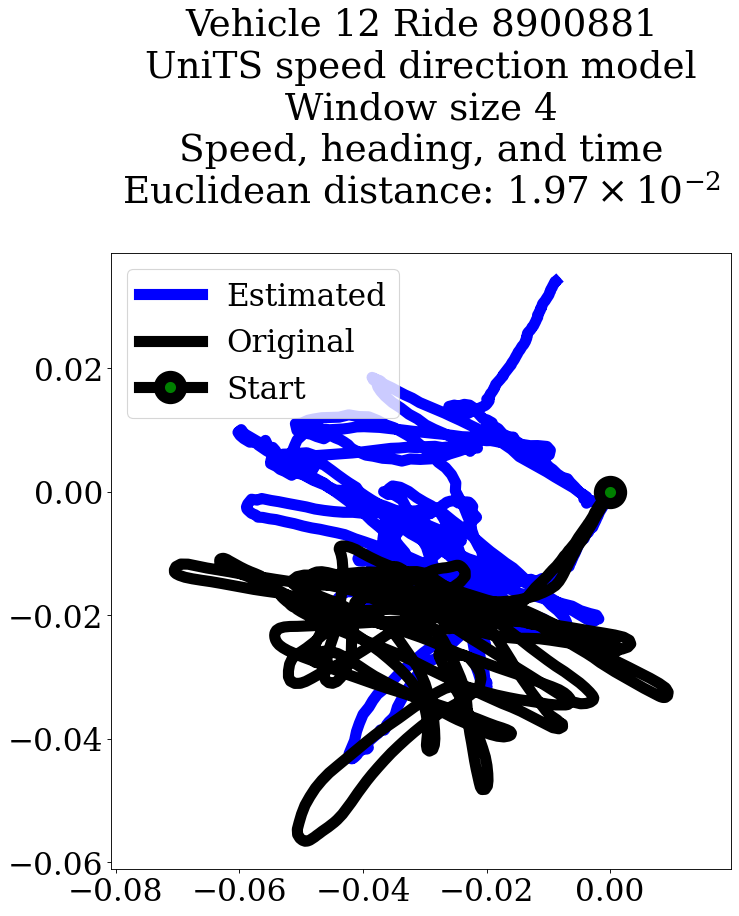 Vehicle 12 Ride 8900881
UniTS speed direction model
Window size 4
Speed, heading, and time
Euclidean distance: 1.97 × 10⁻²
Estimated
Original
Start
0.02
0.00
−0.02
−0.04
−0.06
−0.08 −0.06 −0.04 −0.02 0.00